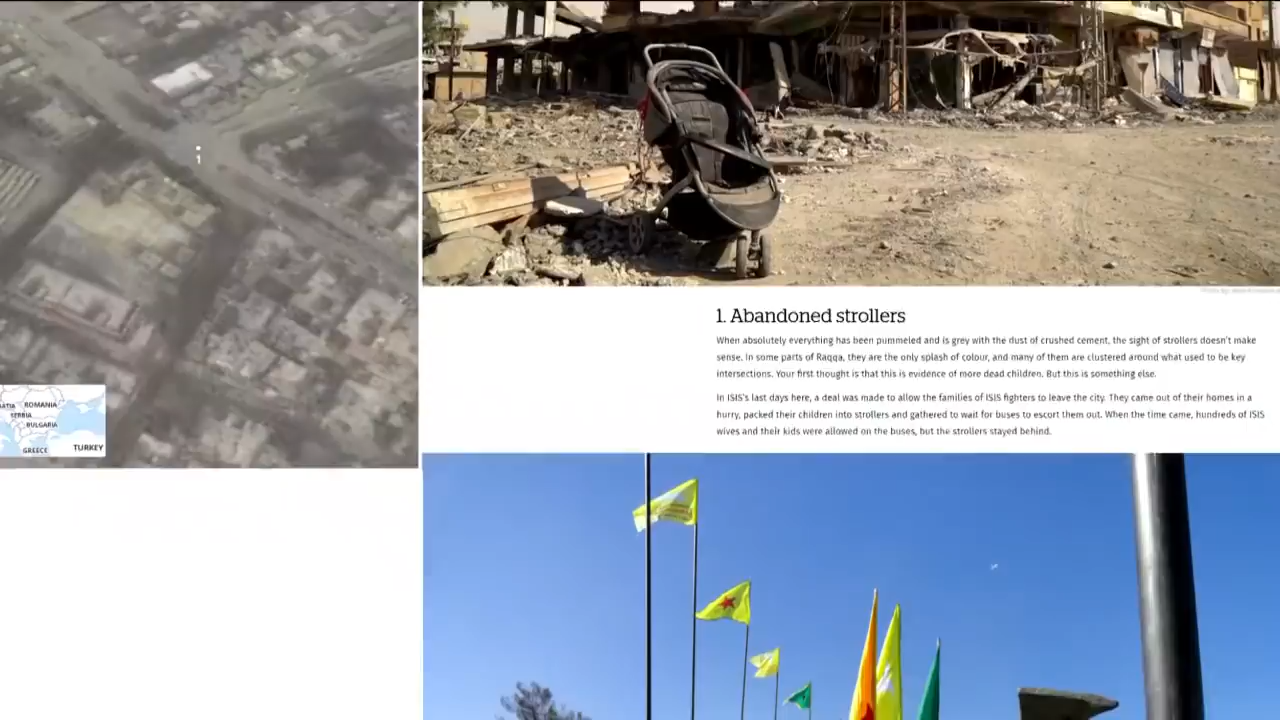 1
ROMANIA
SERBIA
BULGARIA
GREECE
TURKEY
1. Abandoned strollers
When absolutely everything has been pummeled and is grey with the dust of crushed cement, the sight of strollers doesn't make
sense. In some parts of Raqqa, they are the only splash of colour, and many of them are clustered around what used to be key
intersections. Your first thought is that this is evidence of more dead children. But this is something else.
In ISIS's last days here, a deal was made to allow the families of ISIS fighters to leave the city. They came out of their homes in a
hurry, packed their children into strollers and gathered to wait for buses to escort them out. When the time came, hundreds of ISIS
wives and their kids were allowed on the buses, but the strollers stayed behind.